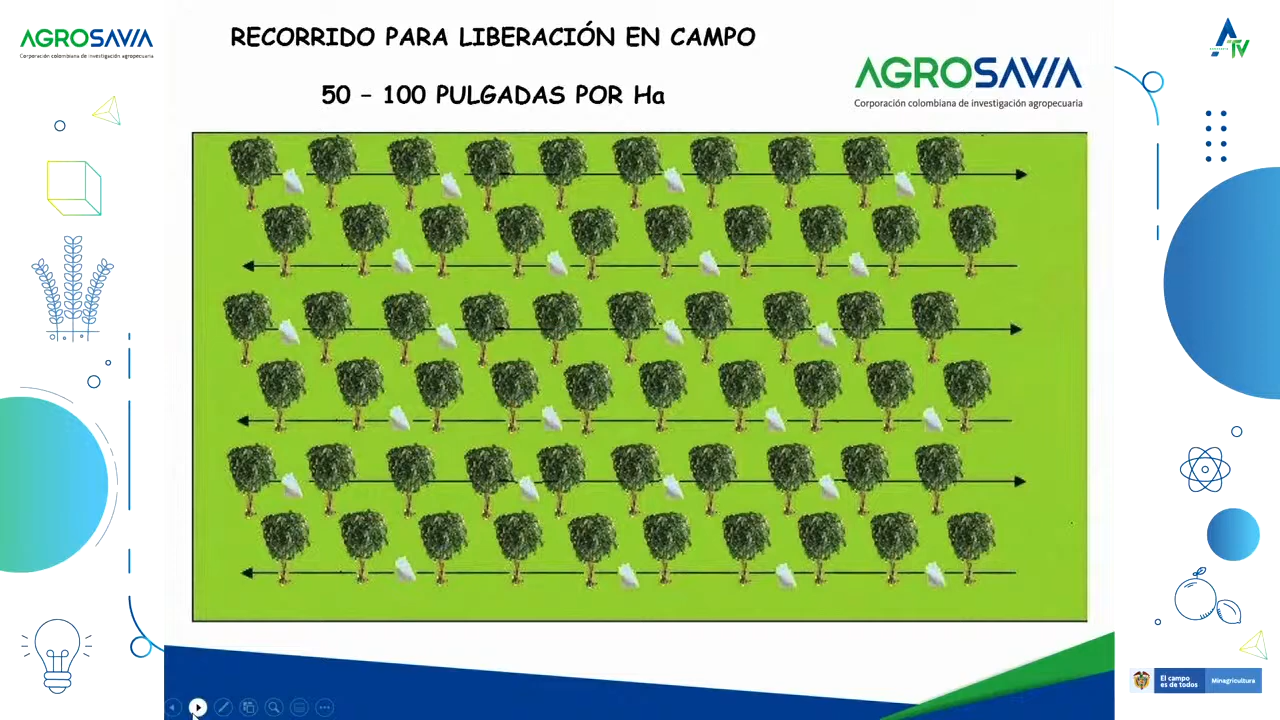 AGROSAVIA
Corporación colombiana de investigación agropecuaria
RECORRIDO PARA LIBERACIÓN EN CAMPO
50 – 100 PULGADAS POR Ha
AGROSAVIA
Corporación colombiana de investigación agropecuaria
ATV
El campo
es de todos
Minagricultura